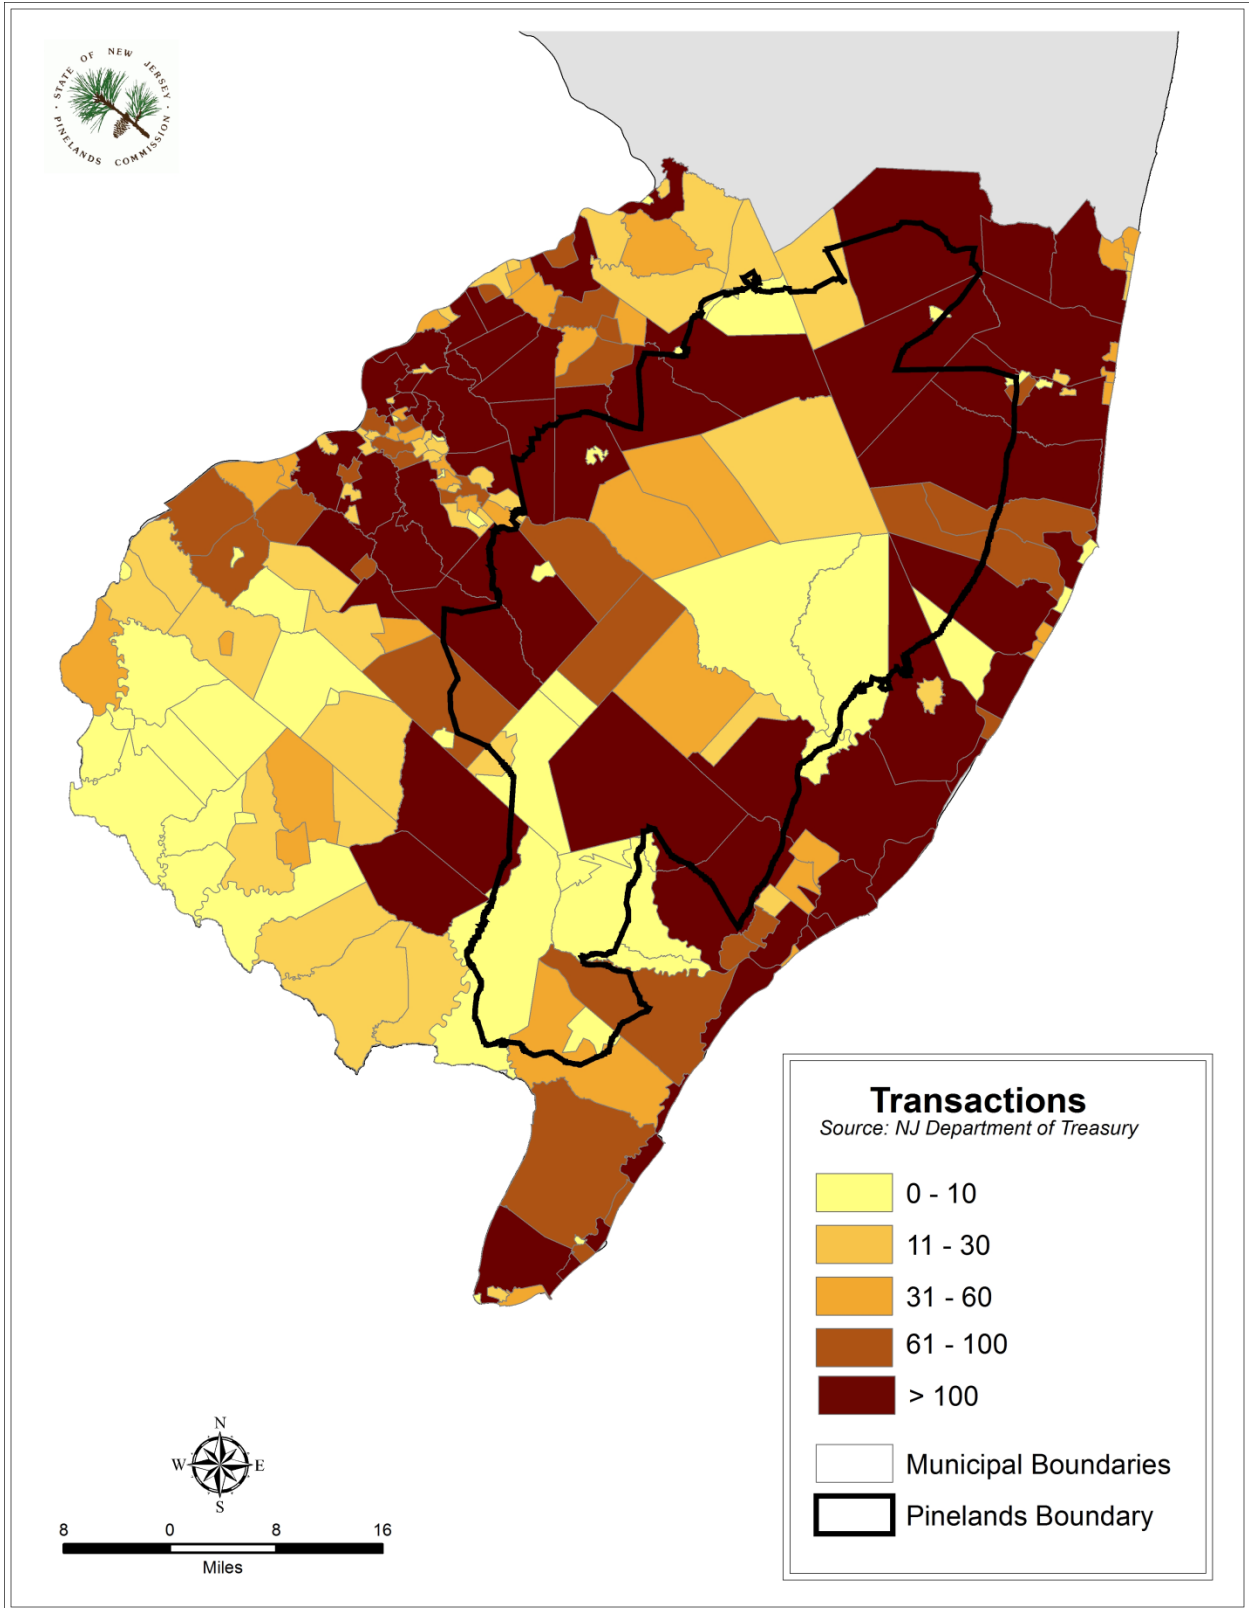 STATE OF NEW JERSEY
PINELANDS COMMISSION
Transactions
Source: NJ Department of Treasury
0 - 10
11 - 30
31 - 60
61 - 100
> 100
Municipal Boundaries
Pinelands Boundary
N
W E
S
8 0 8 16
Miles